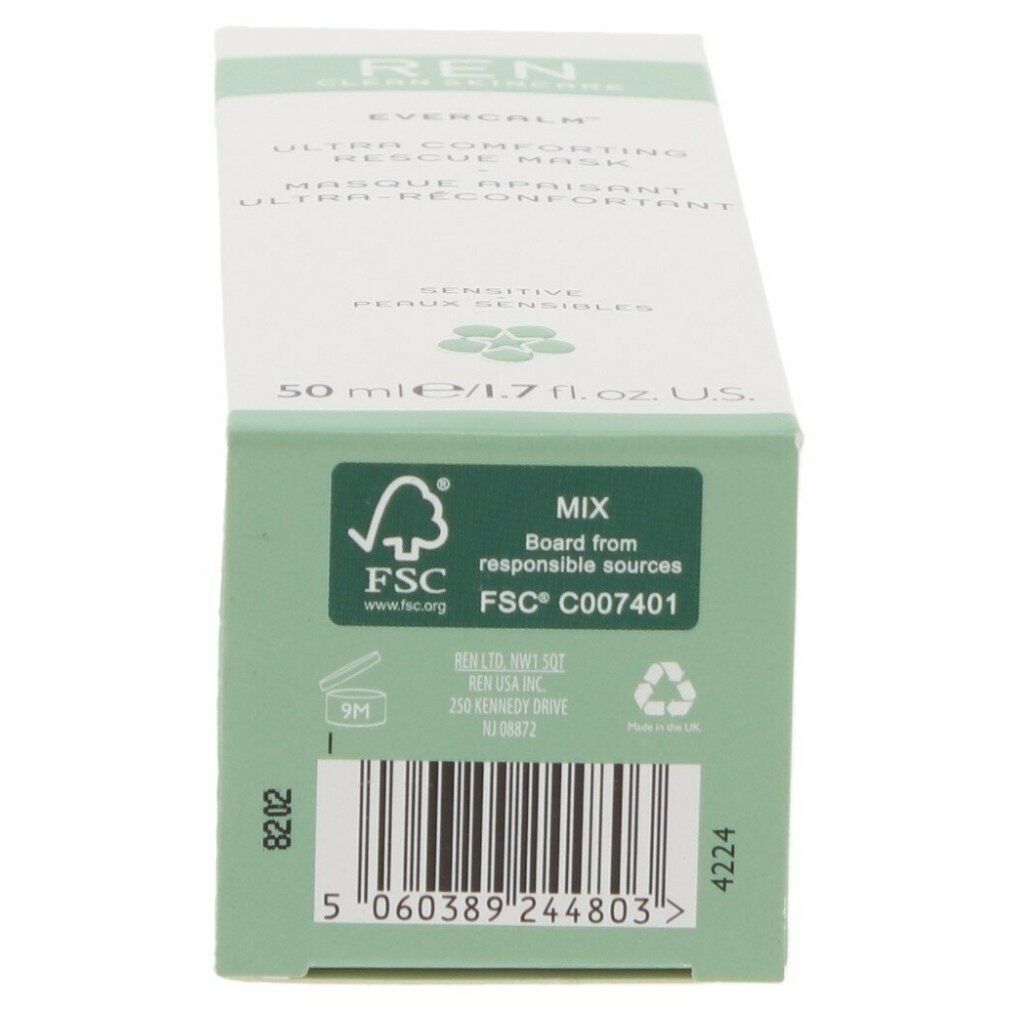 REN
CLEAN SKINCARE
EVERCALM™
ULTRA COMFORTING
RESCUE MASK
-
MASQUE APAISANT
ULTRA-RÉCONFORTANT
SENSITIVE
-
PEAUX SENSIBLES
50 ml℮/1.7 fl. oz. U.S.
FSC®
www.fsc.org
MIX
Board from
responsible sources
FSC® C007401
9M
REN LTD, NW1 5QT
REN USA INC.
250 KENNEDY DRIVE
NJ 08872
Made in the UK
8202
4224
5 060389 244803 >